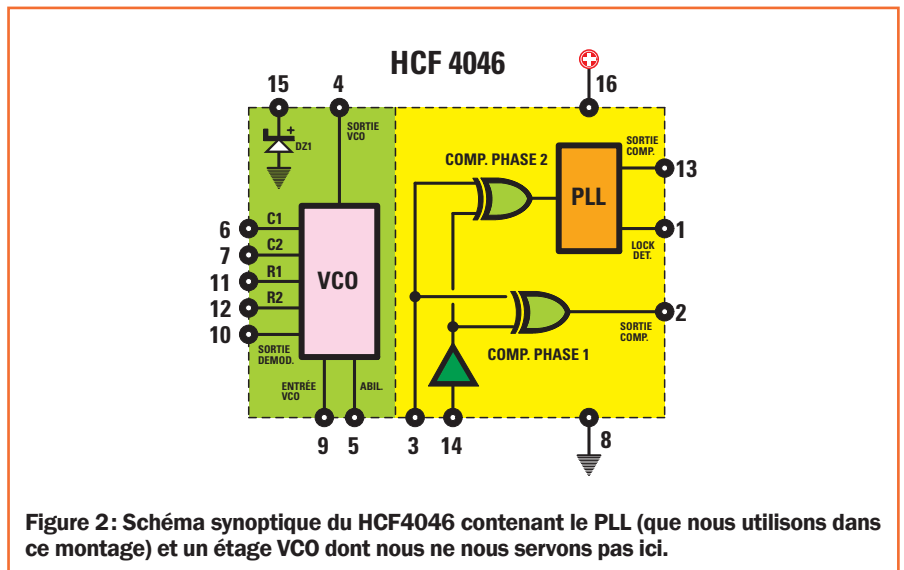 HCF 4046
15
4
16
+
DZ1
SORTIE
VCO
COMP. PHASE 2
SORTIE
COMP.
13
PLL
6
C1
7
C2
11
R1
12
R2
10
VCO
1
LOCK
DET.
2
SORTIE
COMP.
SORTIE
DEMOD.
COMP. PHASE 1
ENTRÉE
VCO
ABIL.
9
5
3
14
8
Figure 2: Schéma synoptique du HCF4046 contenant le PLL (que nous utilisons dans
ce montage) et un étage VCO dont nous ne nous servons pas ici.